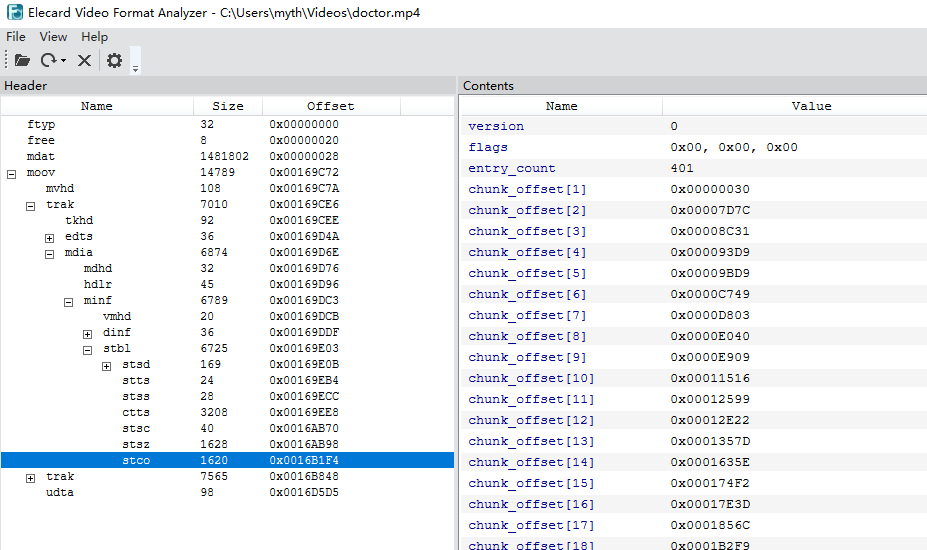 Elecard Video Format Analyzer - C:\Users\myth\Videos\doctor.mp4
File View Help
Header
Name Size Offset
ftyp 32 0x00000000
free 8 0x00000020
mdat 1481802 0x00000028
moov 14789 0x00169C72
mvhd 108 0x00169C7A
trak 7010 0x00169CE6
tkhd 92 0x00169CEE
edts 36 0x00169D4A
mdia 6874 0x00169D6E
mdhd 32 0x00169D76
hdlr 45 0x00169D96
minf 6789 0x00169DC3
vmhd 20 0x00169DCB
dinf 36 0x00169DDF
stbl 6725 0x00169E03
stsd 169 0x00169E0B
stts 24 0x00169EB4
stss 28 0x00169ECC
ctts 3208 0x00169EE8
stsc 40 0x0016AB70
stsz 1628 0x0016AB98
stco 1620 0x0016B1F4
trak 7565 0x0016B848
udta 98 0x0016D5D5
Contents
Name Value
version 0
flags 0x00, 0x00, 0x00
entry_count 401
chunk_offset[1] 0x00000030
chunk_offset[2] 0x00007D7C
chunk_offset[3] 0x00008C31
chunk_offset[4] 0x000093D9
chunk_offset[5] 0x00009BD9
chunk_offset[6] 0x0000C749
chunk_offset[7] 0x0000D803
chunk_offset[8] 0x0000E040
chunk_offset[9] 0x0000E909
chunk_offset[10] 0x00011516
chunk_offset[11] 0x00012599
chunk_offset[12] 0x00012E22
chunk_offset[13] 0x0001357D
chunk_offset[14] 0x0001635E
chunk_offset[15] 0x000174F2
chunk_offset[16] 0x00017E3D
chunk_offset[17] 0x0001856C
chunk_offset[18] 0x0001B2F9